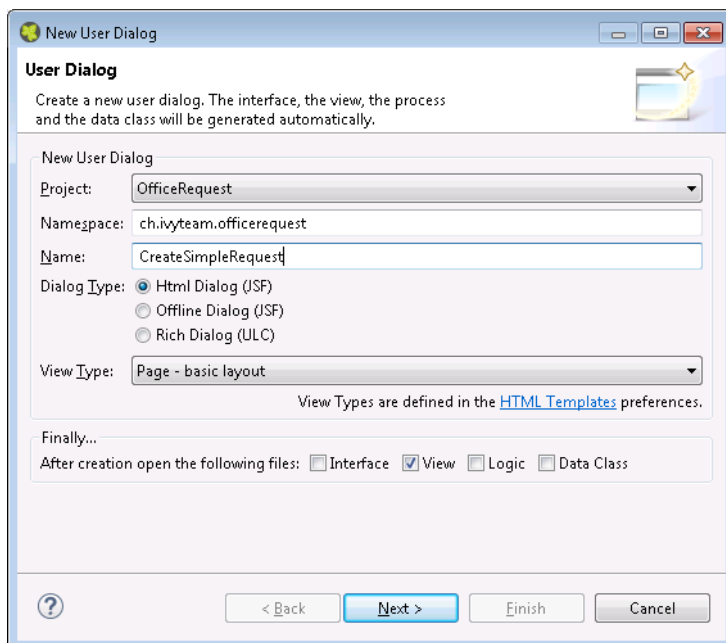 New User Dialog
User Dialog
Create a new user dialog. The interface, the view, the process
and the data class will be generated automatically.
New User Dialog
Project: OfficeRequest
Namespace: ch.ivyteam.officerequest
Name: CreateSimpleRequest
Dialog Type: Html Dialog (JSF)
Offline Dialog (JSF)
Rich Dialog (ULC)
View Type: Page - basic layout
View Types are defined in the HTML Templates preferences.
Finally...
After creation open the following files: Interface View Logic Data Class
? < Back Next > Finish Cancel